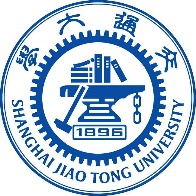 交通大學
1896
SHANGHAI JIAO TONG UNIVERSITY